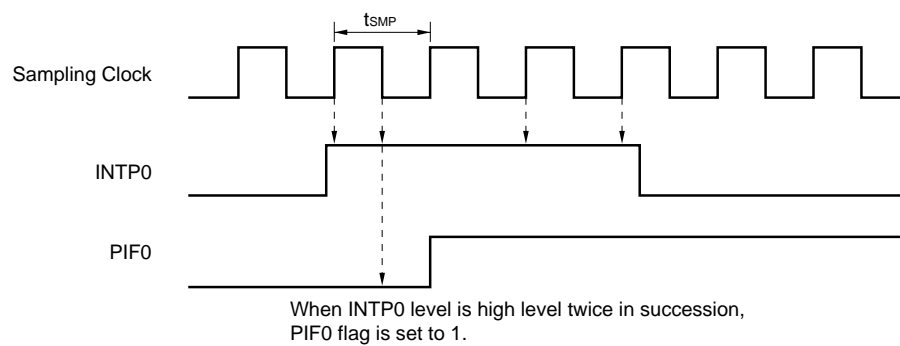 tSMP
Sampling Clock
INTP0
PIF0
When INTP0 level is high level twice in succession,
PIF0 flag is set to 1.